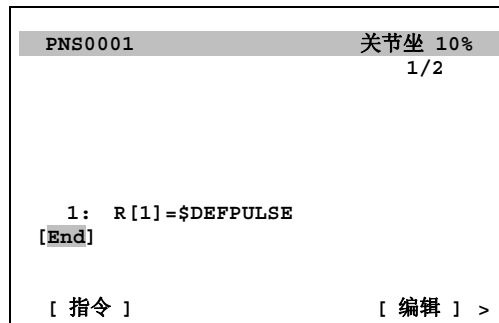 PNS0001 关节坐 10%
1/2
1: R[1]=$DEFPULSE
[End]
[ 指令 ] [ 编辑 ] >